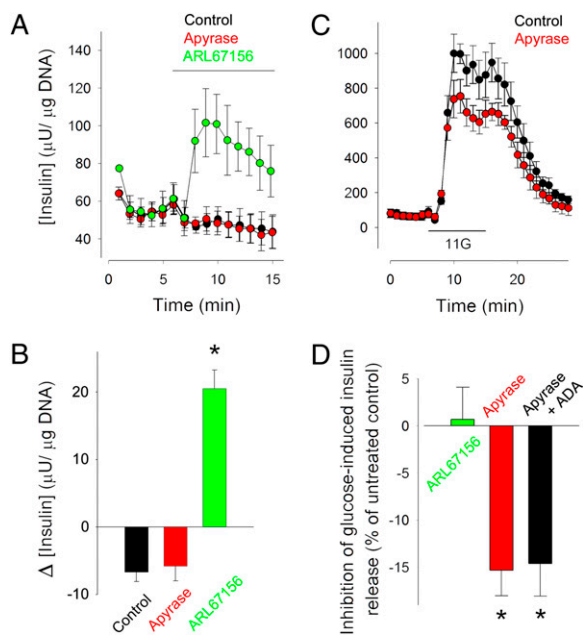 A
Control
Apyrase
ARL67156
[Insulin] (μU/ μg DNA)
140
120
100
80
60
40
0
5
10
15
Time (min)
C
Control
Apyrase
1000
800
600
400
200
0
11G
0
10
20
Time (min)
B
Δ [Insulin] (μU/ μg DNA)
20
10
0
-10
*
Control
Apyrase
ARL67156
D
Inhibition of glucose-induced insulin
release (% of untreated control)
5
0
-5
-10
-15
ARL67156
Apyrase
Apyrase
+ ADA
*
*